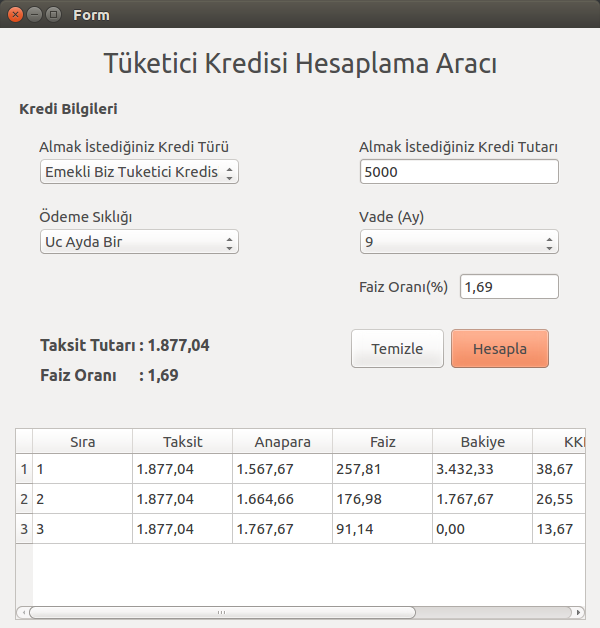 Form
Tüketici Kredisi Hesaplama Aracı
Kredi Bilgileri
Almak İstediğiniz Kredi Türü
Almak İstediğiniz Kredi Tutarı
Emekli Biz Tuketici Kredis
5000
Ödeme Sıklığı
Vade (Ay)
Uc Ayda Bir
9
Faiz Oranı(%) 1,69
Taksit Tutarı : 1.877,04
Temizle Hesapla
Faiz Oranı : 1,69
Sıra Taksit Anapara Faiz Bakiye
1 1 1.877,04 1.567,67 257,81 3.432,33 38,67
2 2 1.877,04 1.664,66 176,98 1.767,67 26,55
3 3 1.877,04 1.767,67 91,14 0,00 13,67